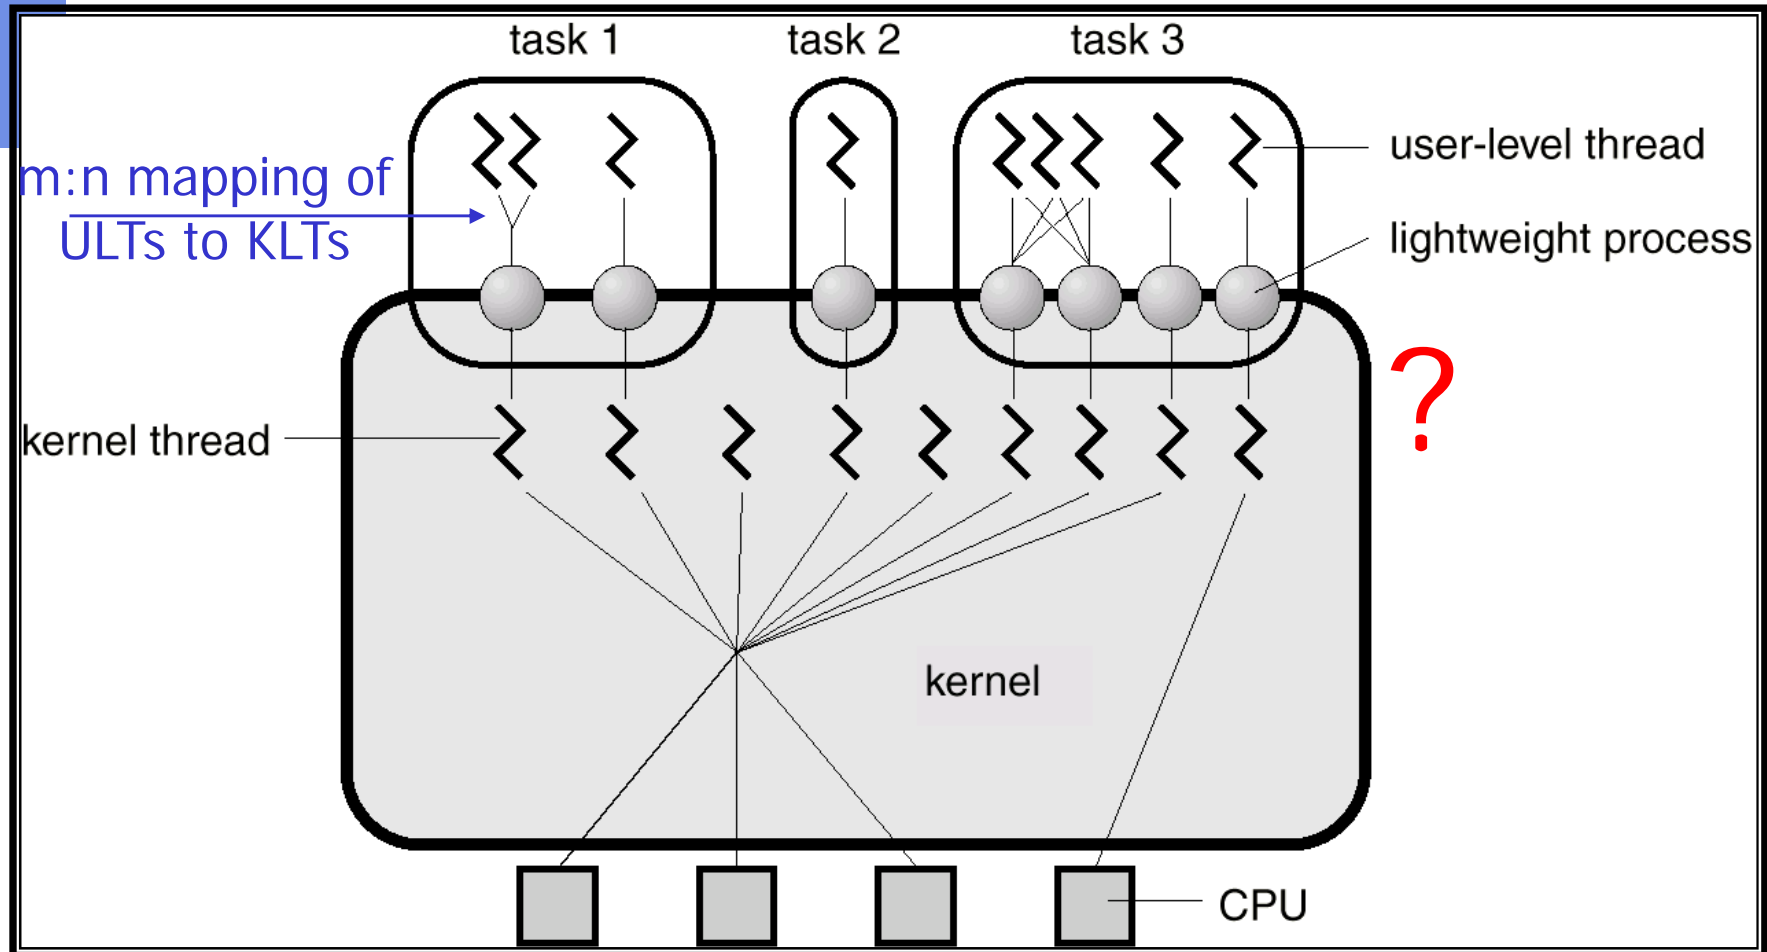 task 1
task 2
task 3
user-level thread
m:n mapping of
ULTs to KLTs
lightweight process
?
kernel thread
kernel
CPU